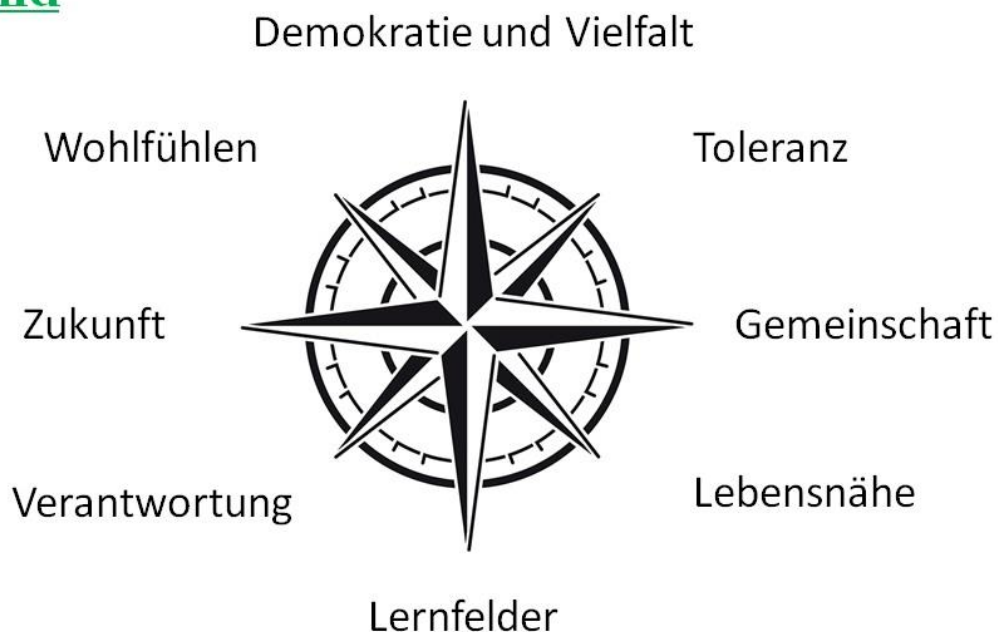 Demokratie und Vielfalt
Wohlfühlen
Toleranz
Zukunft
Gemeinschaft
Verantwortung
Lebensnähe
Lernfelder